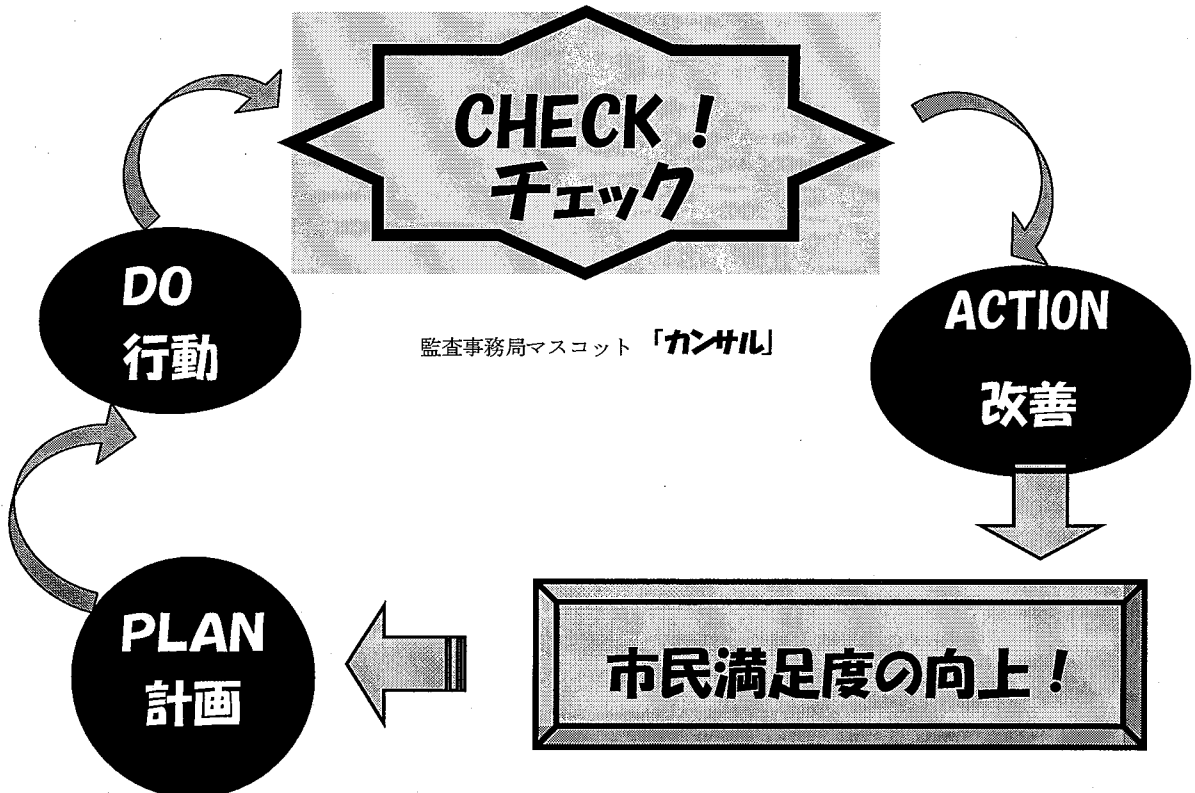 CHECK！
チェック
DO
行動
監査事務局マスコット 「カンサル」
ACTION
改善
PLAN
計画
市民満足度の向上！